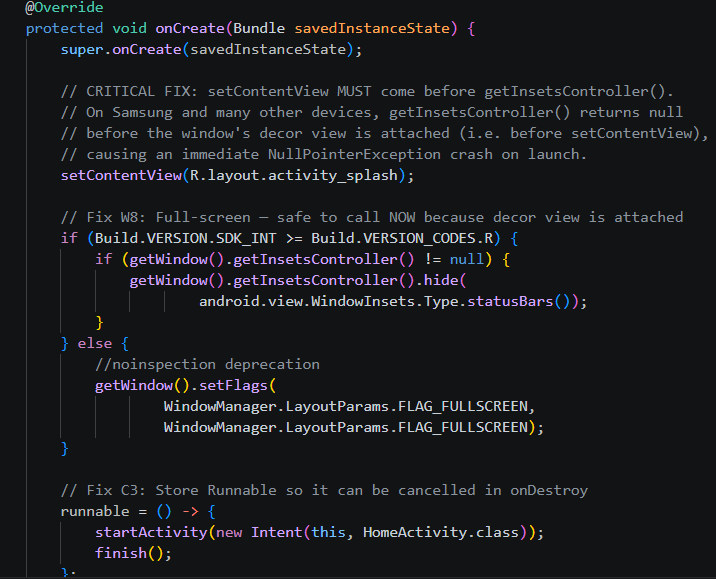 @Override
protected void onCreate(Bundle savedInstanceState) {
super.onCreate(savedInstanceState);
// CRITICAL FIX: setContentView MUST come before getInsetsController().
// On Samsung and many other devices, getInsetsController() returns null
// before the window's decor view is attached (i.e. before setContentView),
// causing an immediate NullPointerException crash on launch.
setContentView(R.layout.activity_splash);
// Fix W8: Full-screen — safe to call NOW because decor view is attached
if (Build.VERSION.SDK_INT >= Build.VERSION_CODES.R) {
if (getWindow().getInsetsController() != null) {
getWindow().getInsetsController().hide(
android.view.WindowInsets.Type.statusBars());
}
} else {
//noinspection deprecation
getWindow().setFlags(
WindowManager.LayoutParams.FLAG_FULLSCREEN,
WindowManager.LayoutParams.FLAG_FULLSCREEN);
}
// Fix C3: Store Runnable so it can be cancelled in onDestroy
runnable = () -> {
startActivity(new Intent(this, HomeActivity.class));
finish();
};